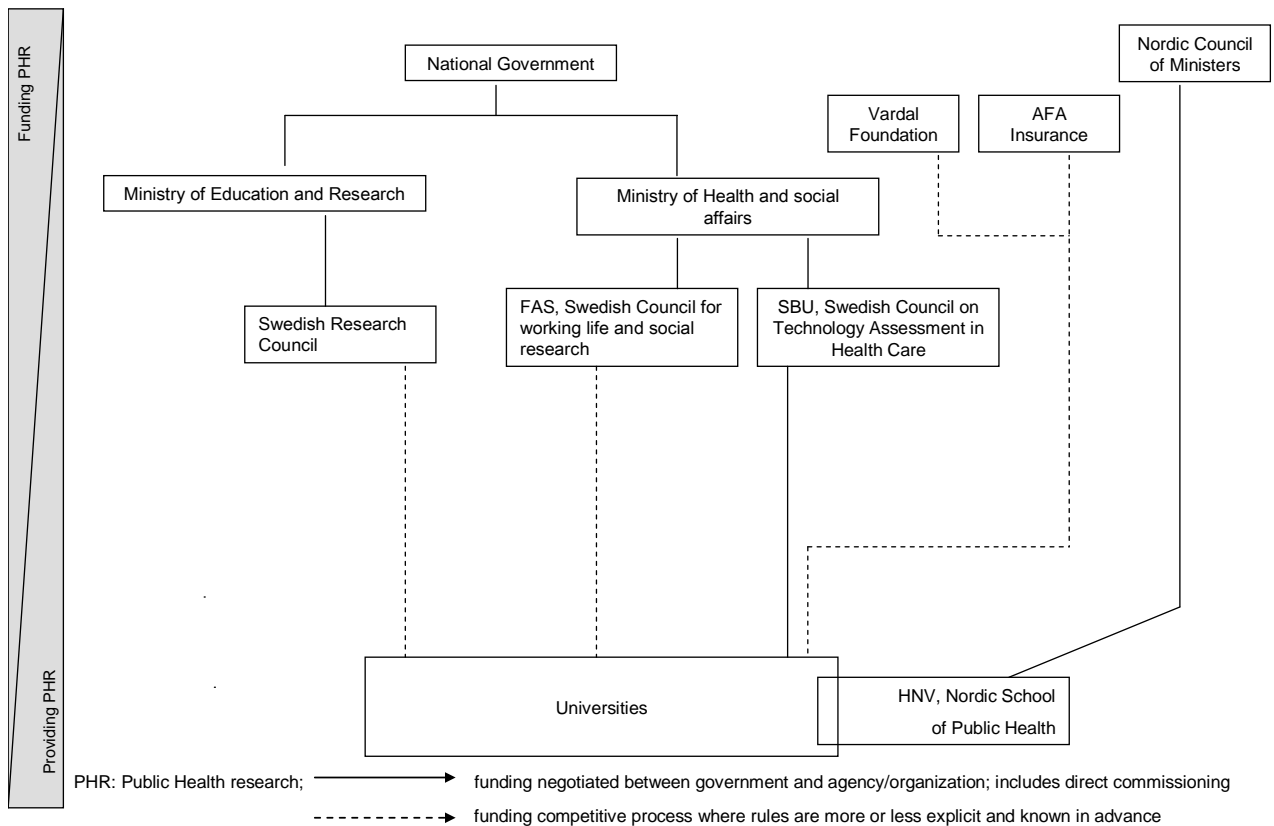 Funding PHR
National Government
Nordic Council
of Ministers
Vardal
Foundation
AFA
Insurance
Ministry of Education and Research
Ministry of Health and social
affairs
Swedish Research
Council
FAS, Swedish Council for
working life and social
research
SBU, Swedish Council on
Technology Assessment in
Health Care
Universities
HNV, Nordic School
of Public Health
Providing PHR
PHR: Public Health research;
funding negotiated between government and agency/organization; includes direct commissioning
funding competitive process where rules are more or less explicit and known in advance